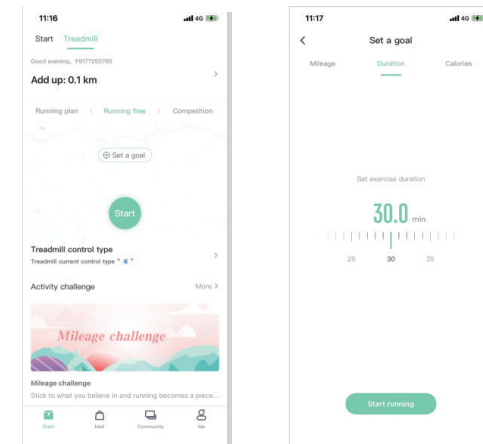 11:16
4G
Start Treadmill
Good evening, F9177250765
Add up: 0.1 km
Running plan Running free Competition
Set a goal
Start
Treadmill control type
Treadmill current control type " "
Activity challenge More >
Mileage challenge
Mileage challenge
Stick to what you believe in and running becomes a piece...
Start Mall Community Me
11:17
4G
Set a goal
Mileage Duration Calories
Set exercise duration
30.0 min
25 30 35
Start running